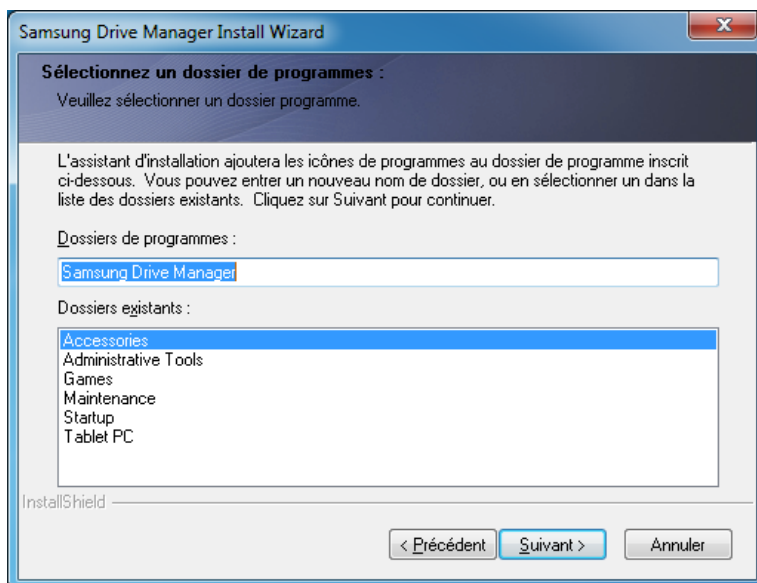 Samsung Drive Manager Install Wizard
Sélectionnez un dossier de programmes :
Veuillez sélectionner un dossier programme.
L'assistant d'installation ajoutera les icônes de programmes au dossier de programme inscrit
ci-dessous. Vous pouvez entrer un nouveau nom de dossier, ou en sélectionner un dans la
liste des dossiers existants. Cliquez sur Suivant pour continuer.
Dossiers de programmes :
Samsung Drive Manager
Dossiers existants :
Accessories
Administrative Tools
Games
Maintenance
Startup
Tablet PC
InstallShield
< Précédent Suivant > Annuler